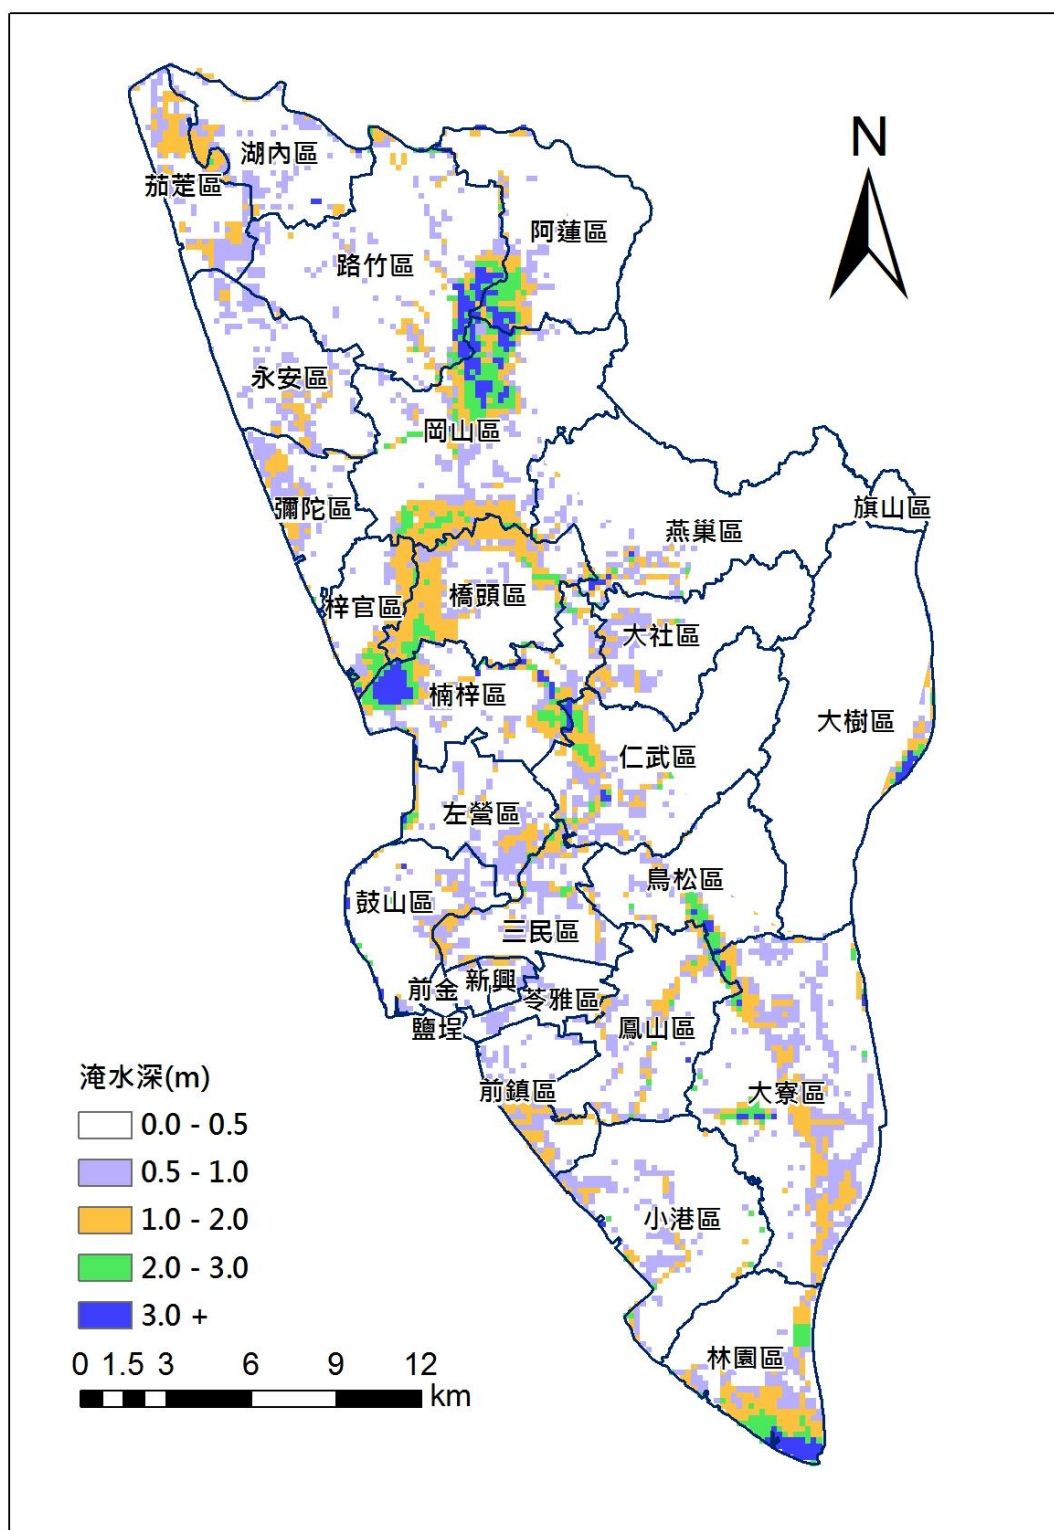 N
湖內區
茄萣區
阿蓮區
路竹區
永安區
岡山區
彌陀區
旗山區
燕巢區
橋頭區
梓官區
大社區
楠梓區
大樹區
仁武區
左營區
鳥松區
鼓山區
三民區
新興
前金
苓雅區
鹽埕
鳳山區
前鎮區
大寮區
小港區
林園區
淹水深(m)
0.0 - 0.5
0.5 - 1.0
1.0 - 2.0
2.0 - 3.0
3.0 +
0 1.5 3 6 9 12
km